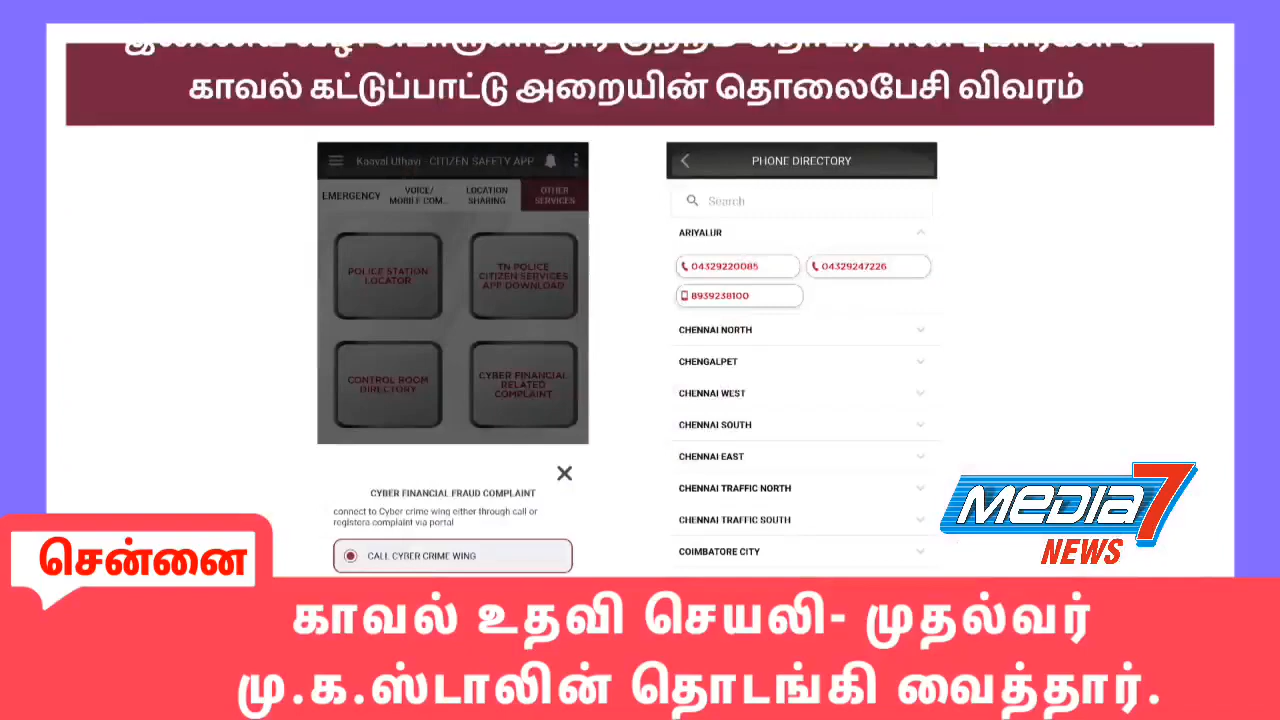 காவல் கட்டுப்பாட்டு அறையின் தொலைபேசி விவரம்
Kaaval Uthavi - CITIZEN SAFETY APP
EMERGENCY
VOICE/
MOBILE COM...
LOCATION
SHARING
OTHER
SERVICES
POLICE STATION
LOCATOR
TN POLICE
CITIZEN SERVICES
APP DOWNLOAD
CONTROL ROOM
DIRECTORY
CYBER FINANCIAL
RELATED
COMPLAINT
CYBER FINANCIAL FRAUD COMPLAINT
connect to Cyber crime wing either through call or
registera complaint via portal
CALL CYBER CRIME WING
PHONE DIRECTORY
Search
ARIYALUR
04329220085
04329247226
8939238100
CHENNAI NORTH
CHENGALPET
CHENNAI WEST
CHENNAI SOUTH
CHENNAI EAST
CHENNAI TRAFFIC NORTH
CHENNAI TRAFFIC SOUTH
COIMBATORE CITY
MEDIA 7
NEWS
சென்னை
காவல் உதவி செயலி- முதல்வர்
மு.க.ஸ்டாலின் தொடங்கி வைத்தார்.